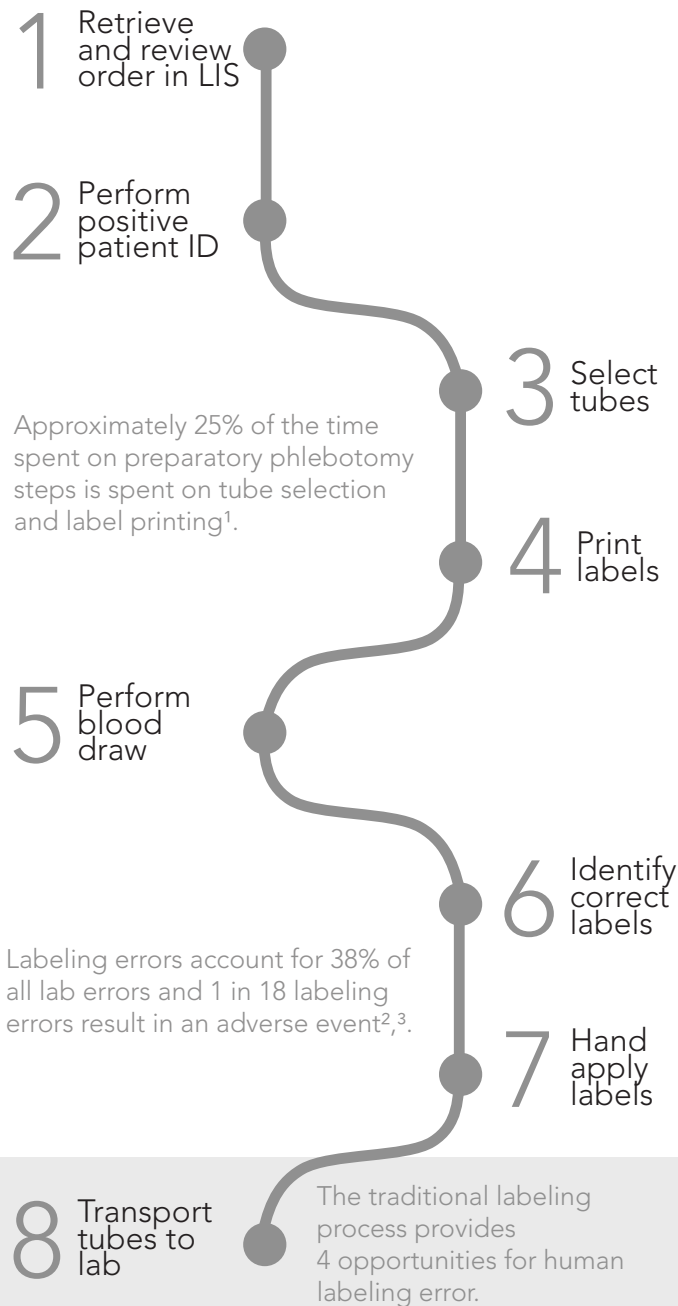 1
Retrieve
and review
order in LIS
2
Perform
positive
patient ID
3
Select
tubes
Approximately 25% of the time
spent on preparatory phlebotomy
steps is spent on tube selection
and label printing¹.
4
Print
labels
5
Perform
blood
draw
6
Identify
correct
labels
Labeling errors account for 38% of
all lab errors and 1 in 18 labeling
errors result in an adverse event²,³.
7
Hand
apply
labels
8
Transport
tubes to
lab
The traditional labeling
process provides
4 opportunities for human
labeling error.